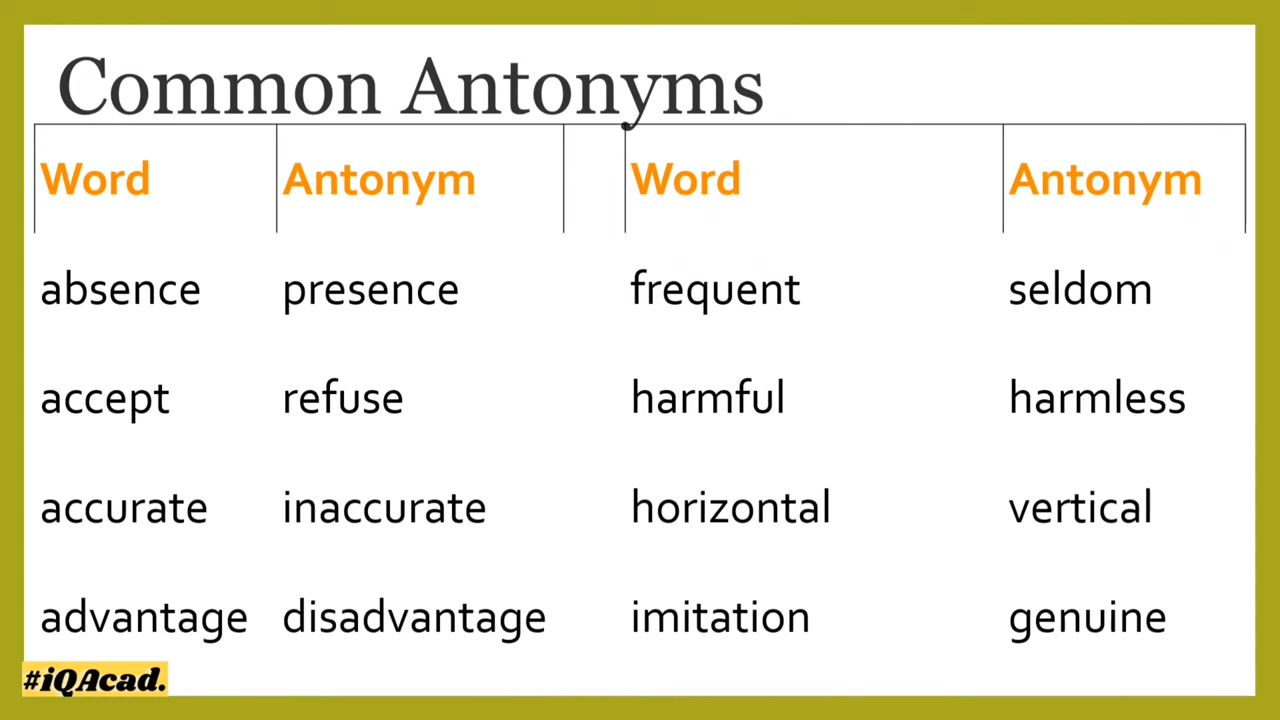 Common Antonyms
Word Antonym Word Antonym
absence presence frequent seldom
accept refuse harmful harmless
accurate inaccurate horizontal vertical
advantage disadvantage imitation genuine
#iQAcad.